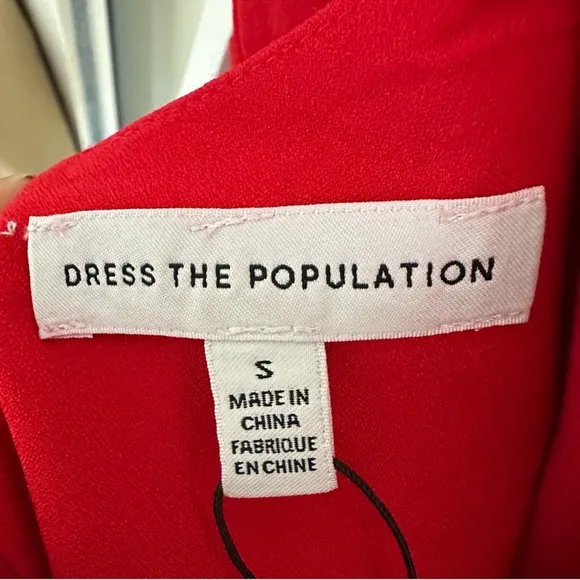 DRESS THE POPULATION
S
MADE IN
CHINA
FABRIQUE
EN CHINE